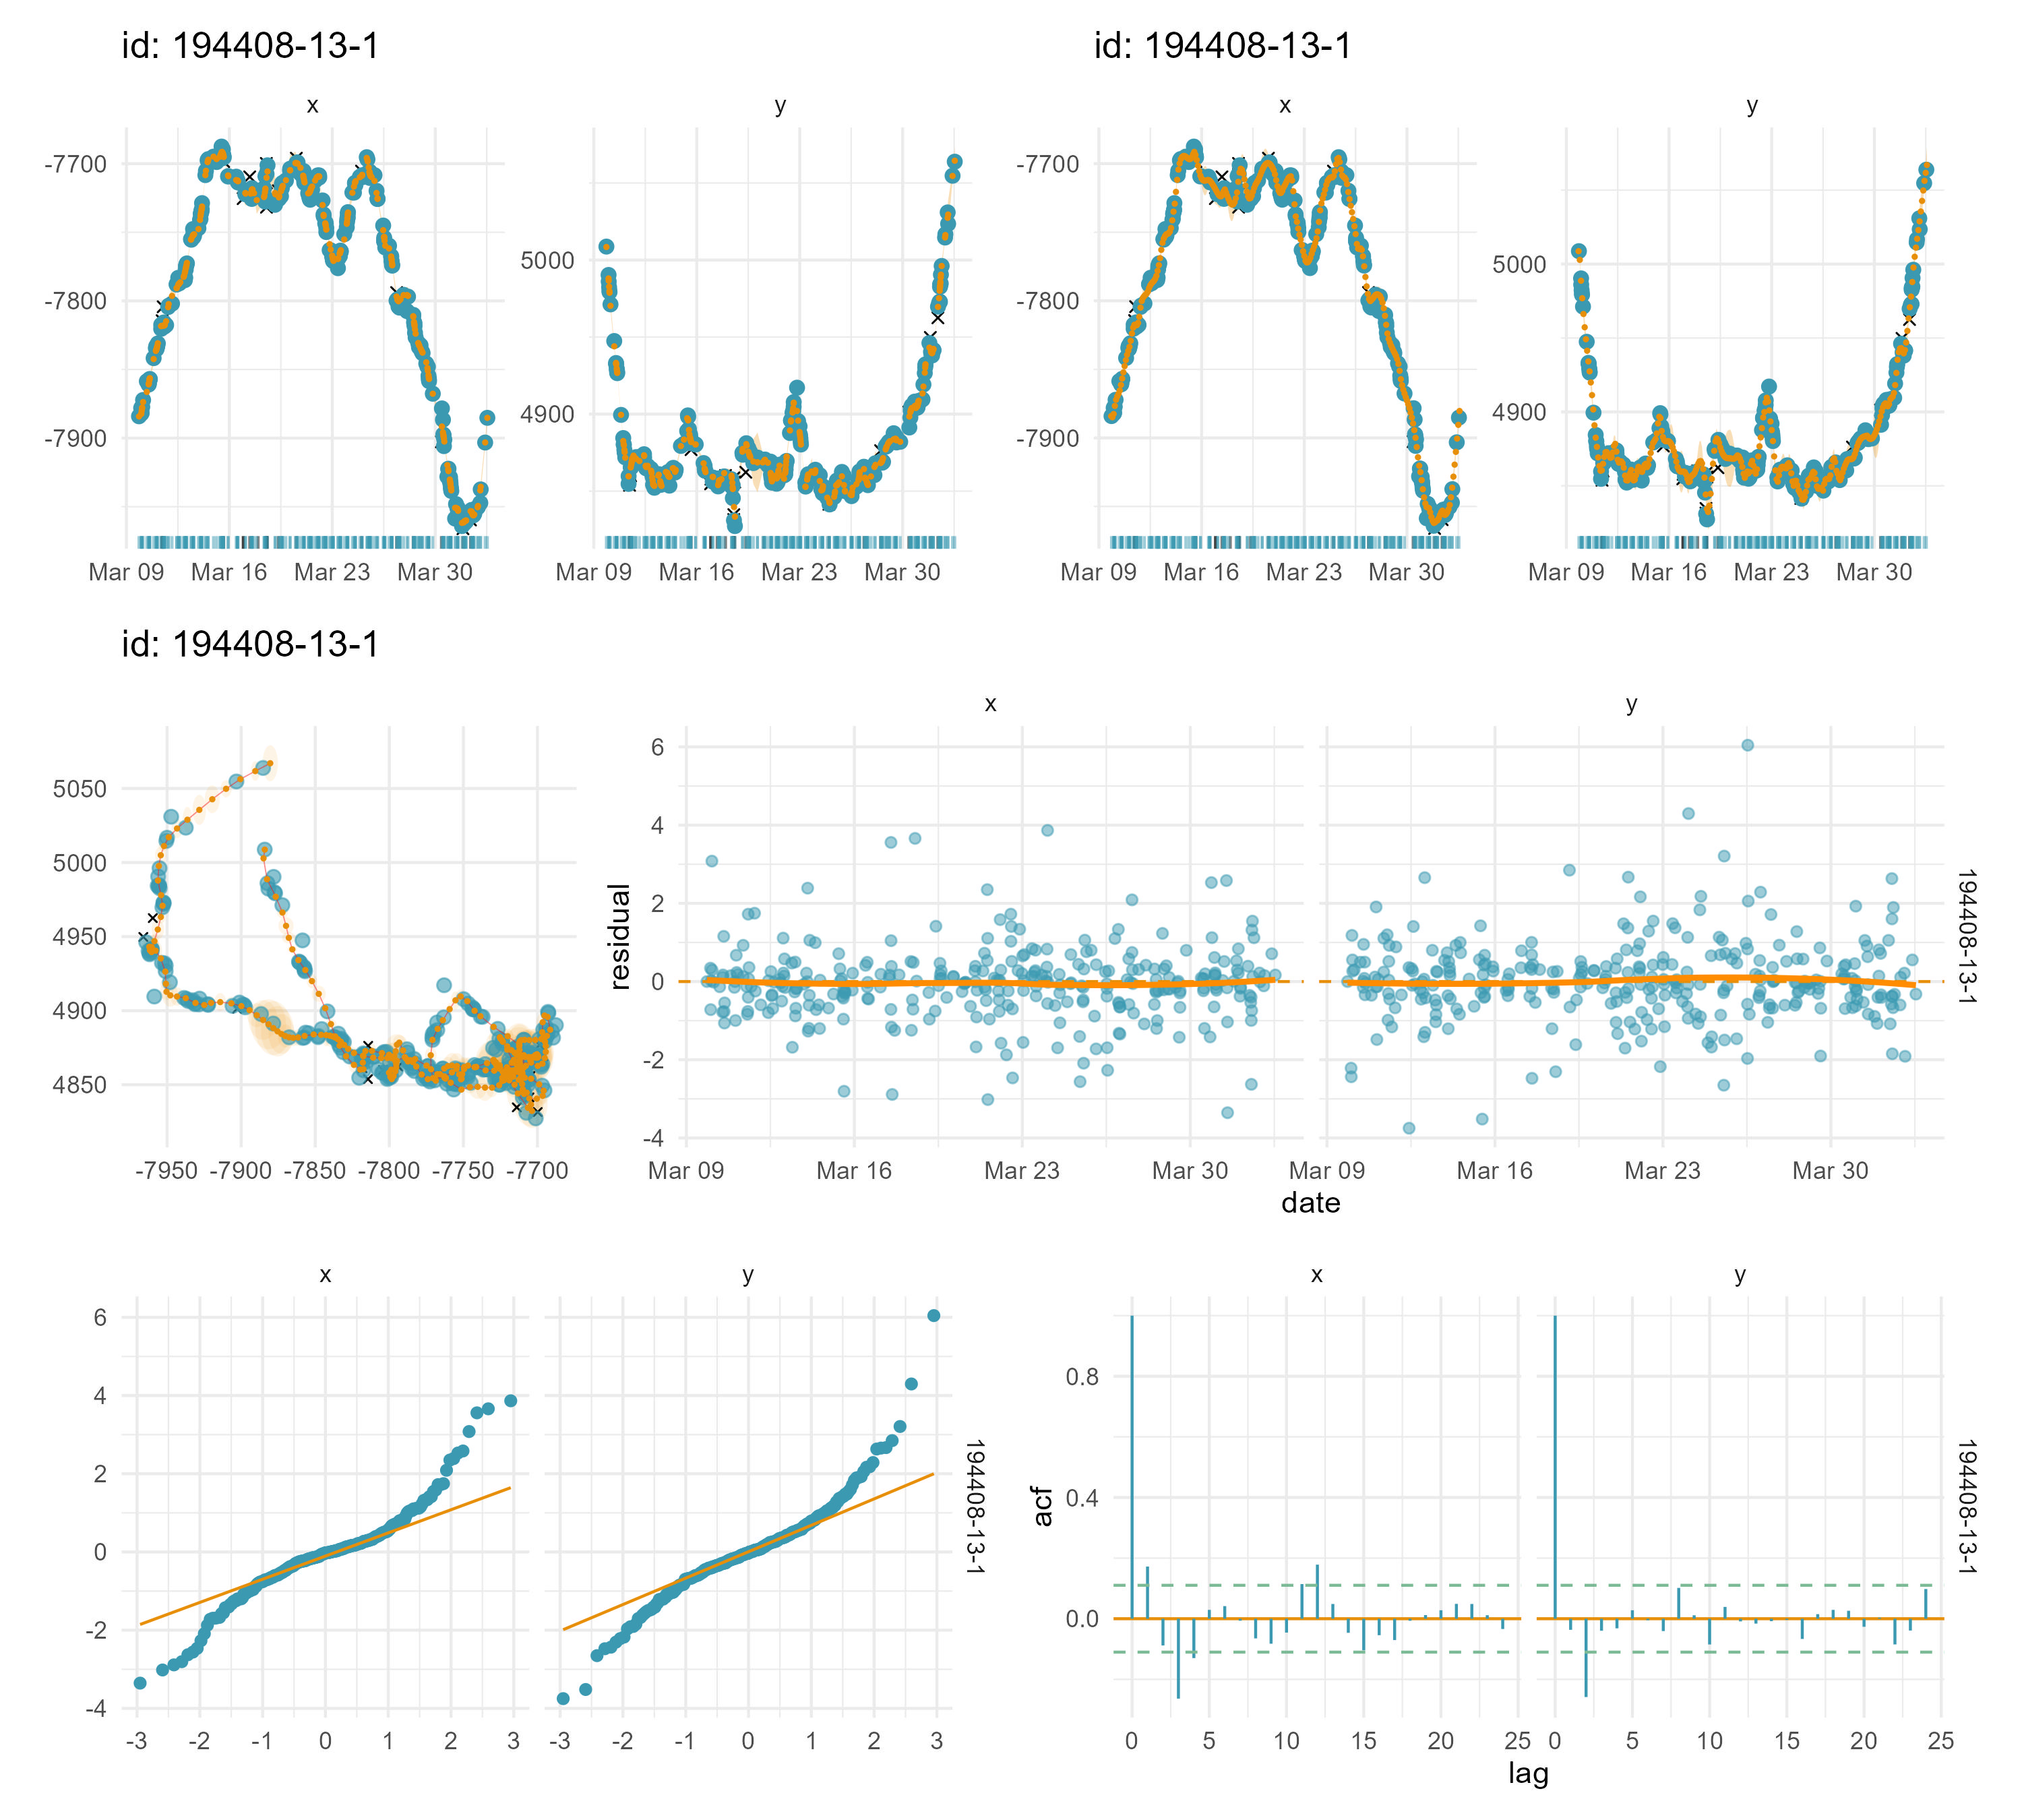 id: 194408-13-1
id: 194408-13-1
x
y
x
y
-7700
-7800
-7900
5000
4900
-7700
-7800
-7900
5000
4900
Mar 09 Mar 16 Mar 23 Mar 30
Mar 09 Mar 16 Mar 23 Mar 30
Mar 09 Mar 16 Mar 23 Mar 30
Mar 09 Mar 16 Mar 23 Mar 30
id: 194408-13-1
5050
5000
4950
4900
4850
-7950 -7900 -7850 -7800 -7750 -7700
x
y
residual
6
4
2
0
-2
-4
194408-13-1
Mar 09 Mar 16 Mar 23 Mar 30
Mar 09 Mar 16 Mar 23 Mar 30
date
x
y
6
4
2
0
-2
-4
194408-13-1
-3 -2 -1 0 1 2 3
-3 -2 -1 0 1 2 3
x
y
acf
0.8
0.4
0.0
194408-13-1
0 5 10 15 20 25
0 5 10 15 20 25
lag